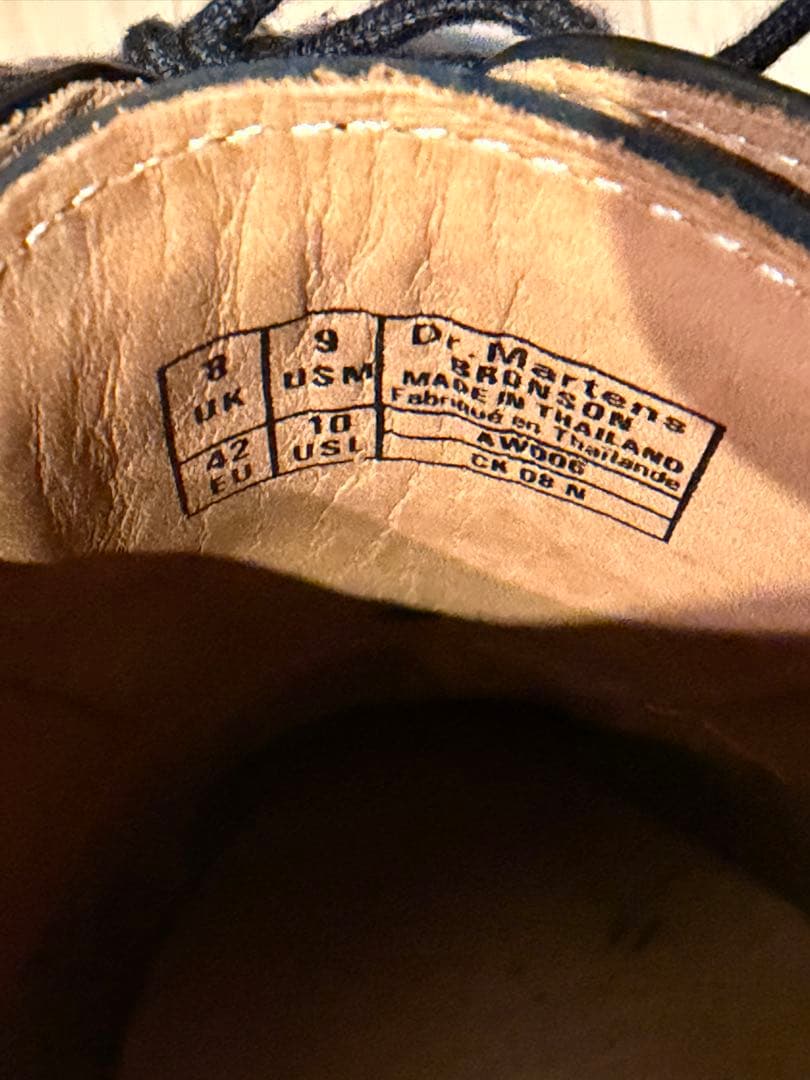 8 UK
9 USM
42 EU
10 USL
Dr. Martens
BRONSON
MADE IN THAILAND
Fabriqué en Thaïlande
AW006
CK 08 N